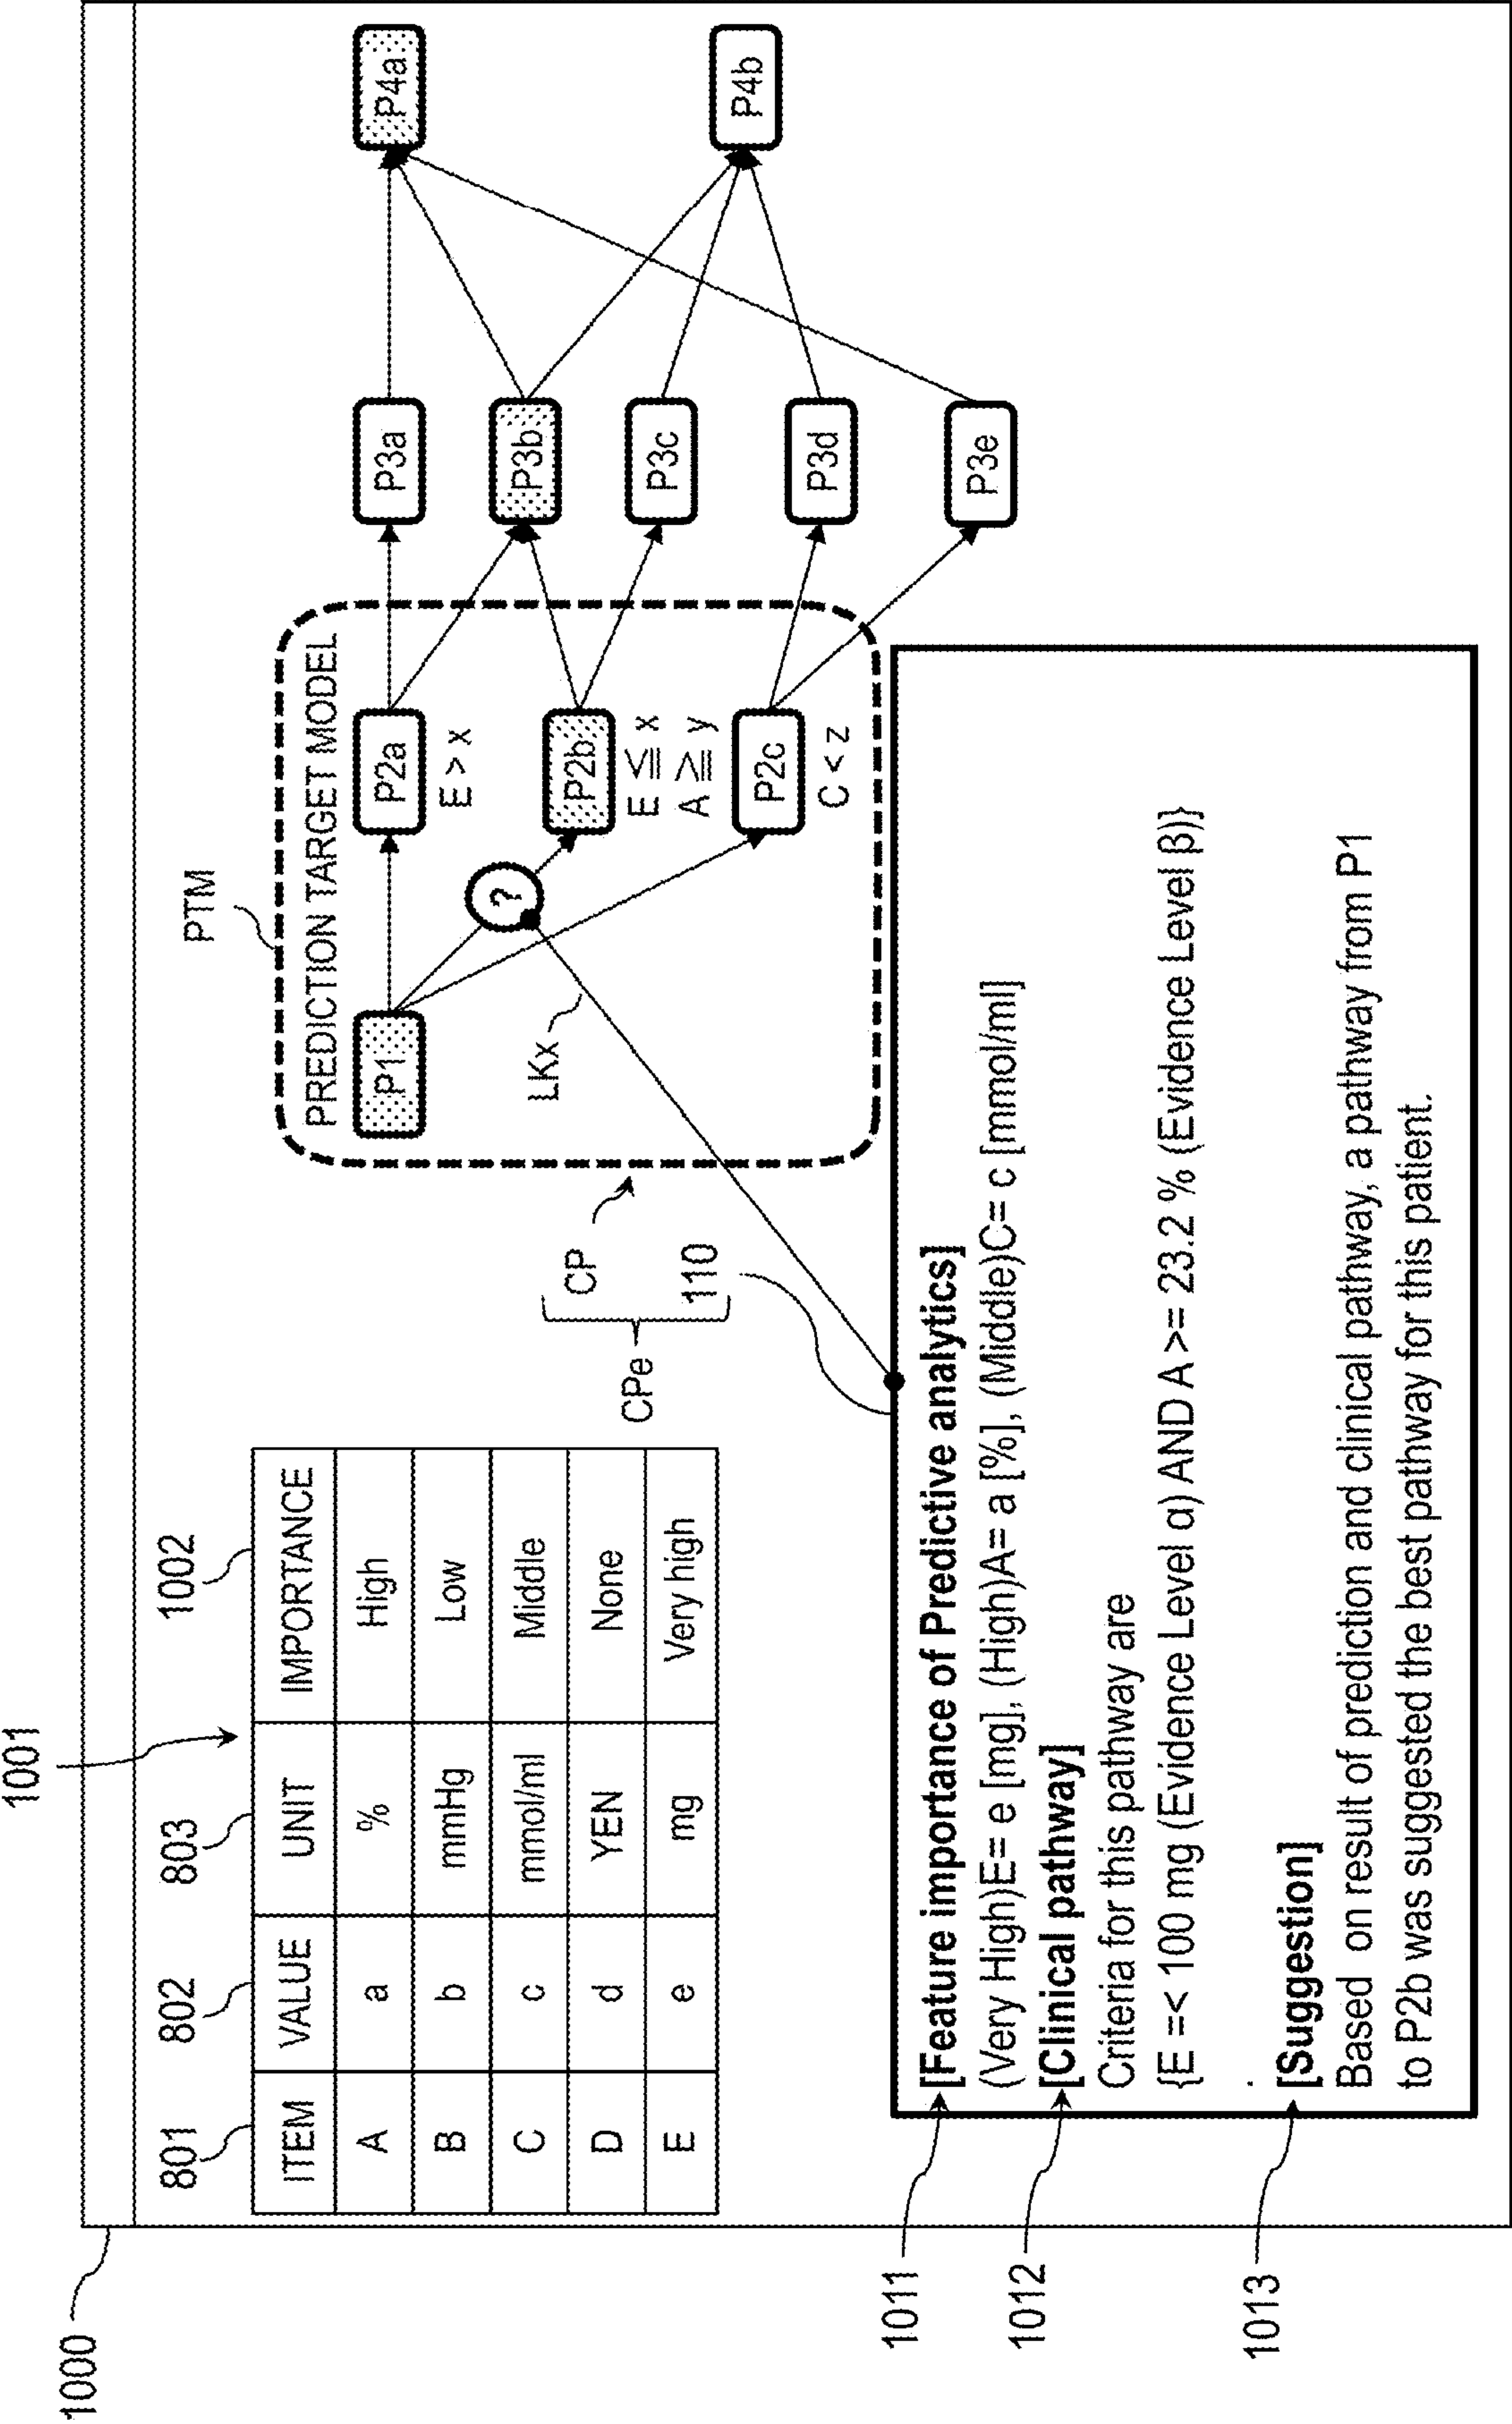 1000
1001
801
802
803
1002
ITEM VALUE UNIT IMPORTANCE
A a % High
B b mmHg Low
C c mmol/ml Middle
D d YEN None
E e mg Very high
PTM
PREDICTION TARGET MODEL
P1
P2a
E > x
?
P2b
E ≦ x
A ≧ y
P2c
C < z
P3a
P3b
P3c
P3d
P3e
P4a
P4b
LKx
CP
CPe
110
1011
[Feature importance of Predictive analytics]
(Very High)E= e [mg], (High)A= a [%], (Middle)C= c [mmol/ml]
1012
[Clinical pathway]
Criteria for this pathway are
{E =< 100 mg (Evidence Level α) AND A >= 23.2 % (Evidence Level β)}
.
1013
[Suggestion]
Based on result of prediction and clinical pathway, a pathway from P1
to P2b was suggested the best pathway for this patient.